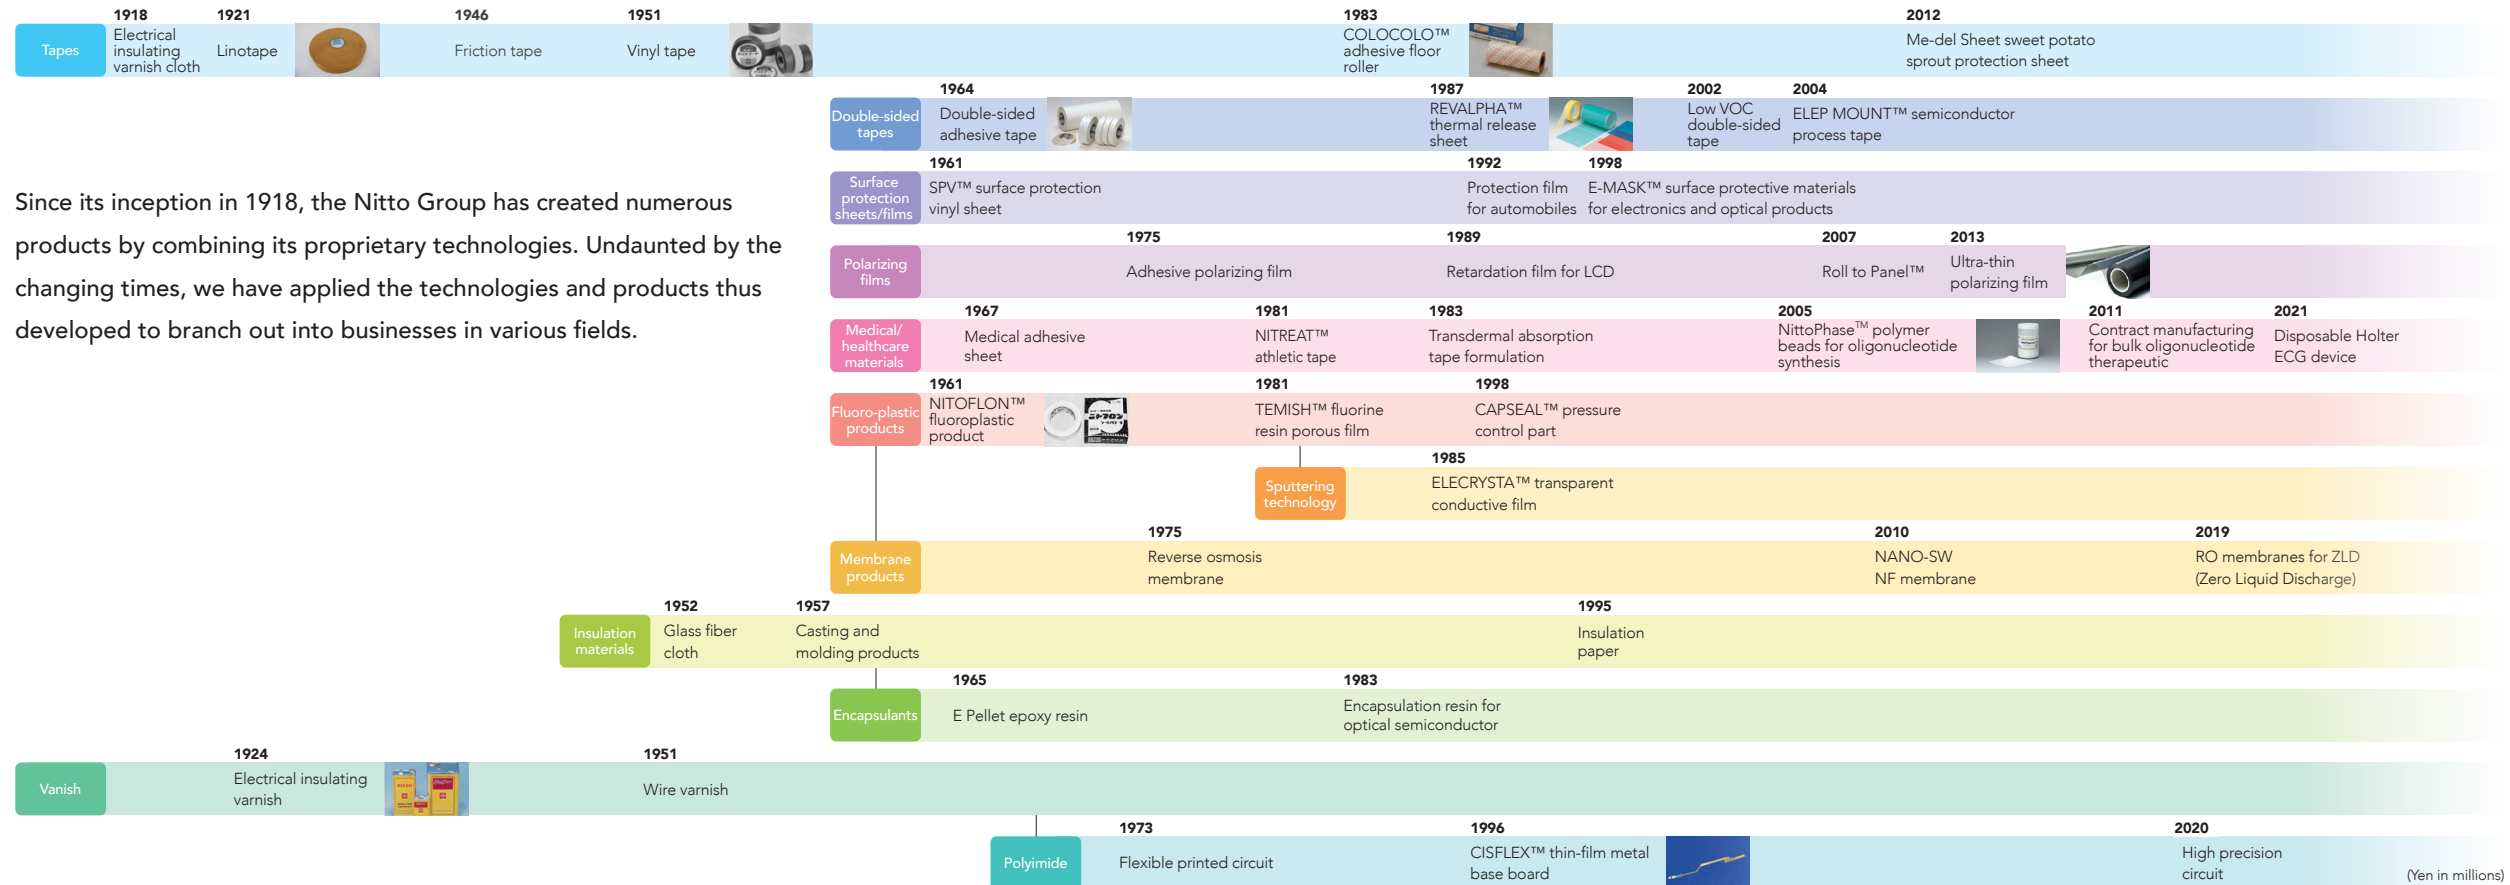 1918
1921
1946
1951
1983
2012
Tapes
Electrical
insulating
varnish cloth
Linotape
Friction tape
Vinyl tape
COLOCOLO™
adhesive floor
roller
Me-del Sheet sweet potato
sprout protection sheet
1964
1987
2002
2004
Double-sided
tapes
Double-sided
adhesive tape
REVALPHA™
thermal release
sheet
Low VOC
double-sided
tape
ELEP MOUNT™ semiconductor
process tape
1961
1992
1998
Surface
protection
sheets/films
SPV™ surface protection
vinyl sheet
Protection film
for automobiles
E-MASK™ surface protective materials
for electronics and optical products
Since its inception in 1918, the Nitto Group has created numerous
products by combining its proprietary technologies. Undaunted by the
changing times, we have applied the technologies and products thus
developed to branch out into businesses in various fields.
1975
1989
2007
2013
Polarizing
films
Adhesive polarizing film
Retardation film for LCD
Roll to Panel™
Ultra-thin
polarizing film
1967
1981
1983
2005
2011
2021
Medical/
healthcare
materials
Medical adhesive
sheet
NITREAT™
athletic tape
Transdermal absorption
tape formulation
NittoPhase™ polymer
beads for oligonucleotide
synthesis
Contract manufacturing
for bulk oligonucleotide
therapeutic
Disposable Holter
ECG device
1961
1981
1998
Fluoro-plastic
products
NITOFLON™
fluoroplastic
product
TEMISH™ fluorine
resin porous film
CAPSEAL™ pressure
control part
1985
Sputtering
technology
ELECRYSTA™ transparent
conductive film
1975
2010
2019
Membrane
products
Reverse osmosis
membrane
NANO-SW
NF membrane
RO membranes for ZLD
(Zero Liquid Discharge)
1952
1957
1995
Insulation
materials
Glass fiber
cloth
Casting and
molding products
Insulation
paper
1965
1983
Encapsulants
E Pellet epoxy resin
Encapsulation resin for
optical semiconductor
1924
1951
Vanish
Electrical insulating
varnish
NITTO
Wire varnish
1973
1996
2020
Polyimide
Flexible printed circuit
CISFLEX™ thin-film metal
base board
High precision
circuit
(Yen in millions)